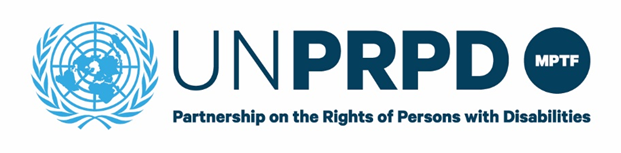 UNPRPD MPTF
Partnership on the Rights of Persons with Disabilities